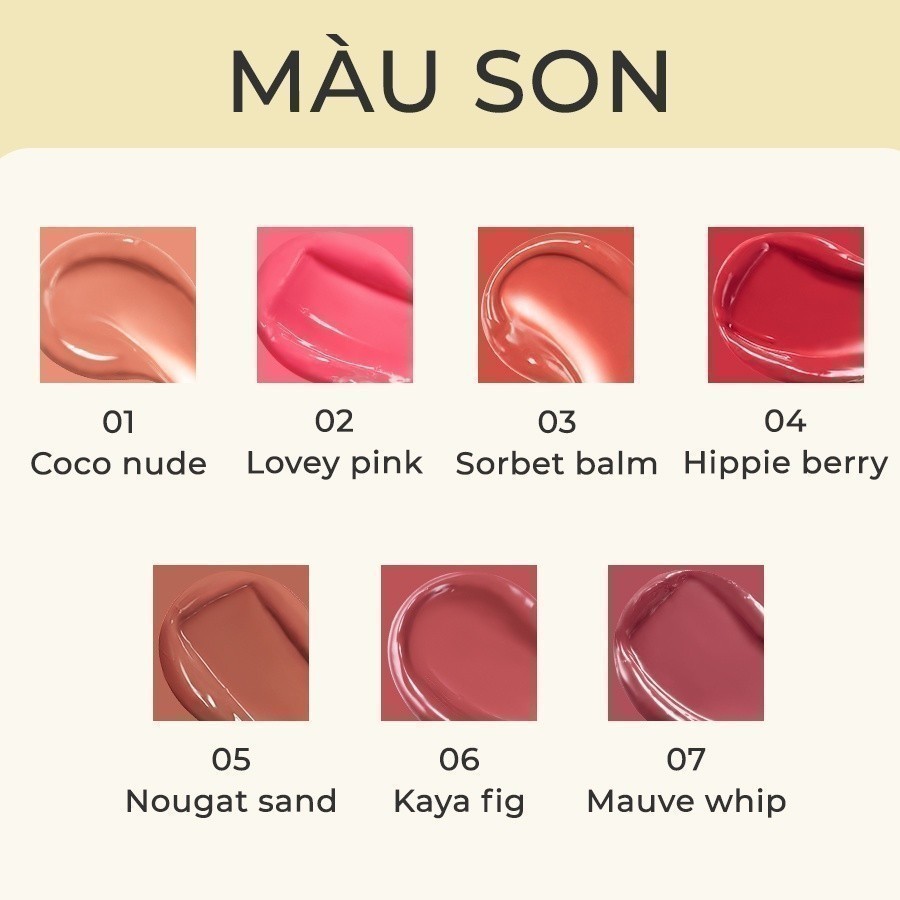 MÀU SON
01
Coco nude
02
Lovey pink
03
Sorbet balm
04
Hippie berry
05
Nougat sand
06
Kaya fig
07
Mauve whip